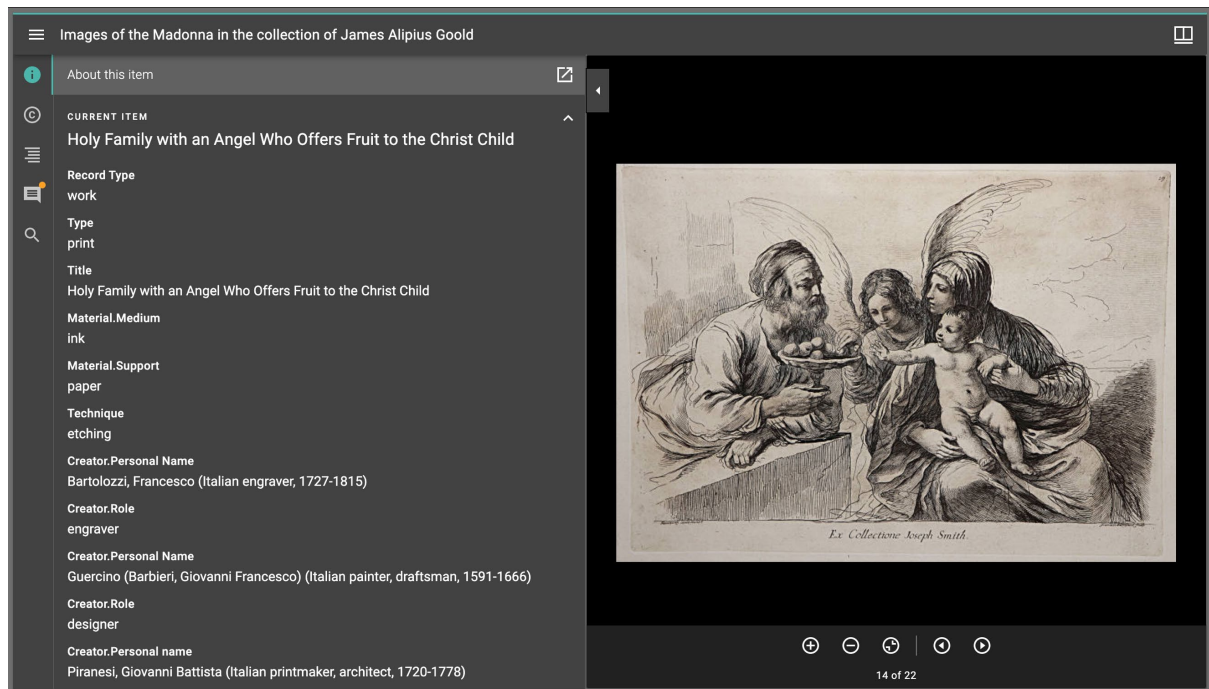 Images of the Madonna in the collection of James Alipius Goold
About this item
CURRENT ITEM
Holy Family with an Angel Who Offers Fruit to the Christ Child
Record Type
work
Type
print
Title
Holy Family with an Angel Who Offers Fruit to the Christ Child
Material.Medium
ink
Material.Support
paper
Technique
etching
Creator.Personal Name
Bartolozzi, Francesco (Italian engraver, 1727-1815)
Creator.Role
engraver
Creator.Personal Name
Guercino (Barbieri, Giovanni Francesco) (Italian painter, draftsman, 1591-1666)
Creator.Role
designer
Creator.Personal name
Piranesi, Giovanni Battista (Italian printmaker, architect, 1720-1778)
Ex Collectione Joseph Smith.
14 of 22